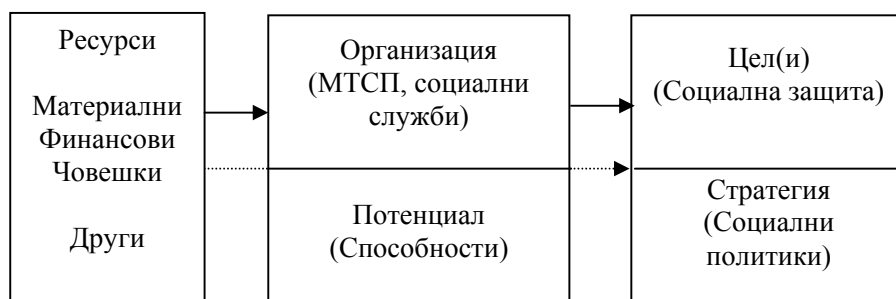 Ресурси
Материални
Финансови
Човешки
Други
Организация
(МТСП, социални
служби)
Потенциал
(Способности)
Цел(и)
(Социална защита)
Стратегия
(Социални
политики)